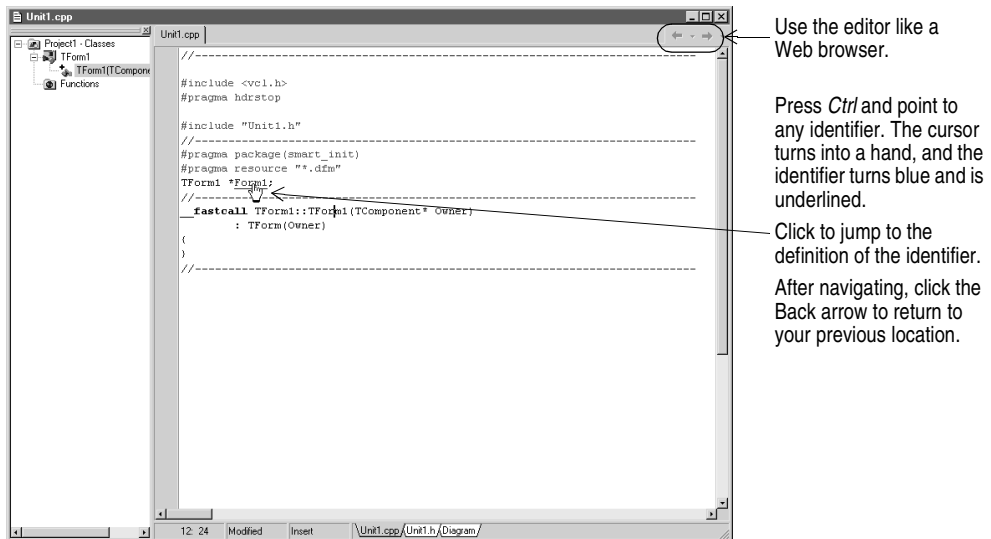 Unit1.cpp
Project1 - Classes
TForm1
TForm1(TCompone
Functions
Unit1.cpp
//--------------------------------------------------------------------------
#include <vcl.h>
#pragma hdrstop
#include "Unit1.h"
//--------------------------------------------------------------------------
#pragma package(smart_init)
#pragma resource "*.dfm"
TForm1 *Form1;
//--------------------------------------------------------------------------
__fastcall TForm1::TForm1(TComponent* Owner)
: TForm(Owner)
{
}
//--------------------------------------------------------------------------
12: 24 Modified Insert Unit1.cpp Unit1.h Diagram
Use the editor like a
Web browser.
Press Ctrl and point to
any identifier. The cursor
turns into a hand, and the
identifier turns blue and is
underlined.
Click to jump to the
definition of the identifier.
After navigating, click the
Back arrow to return to
your previous location.